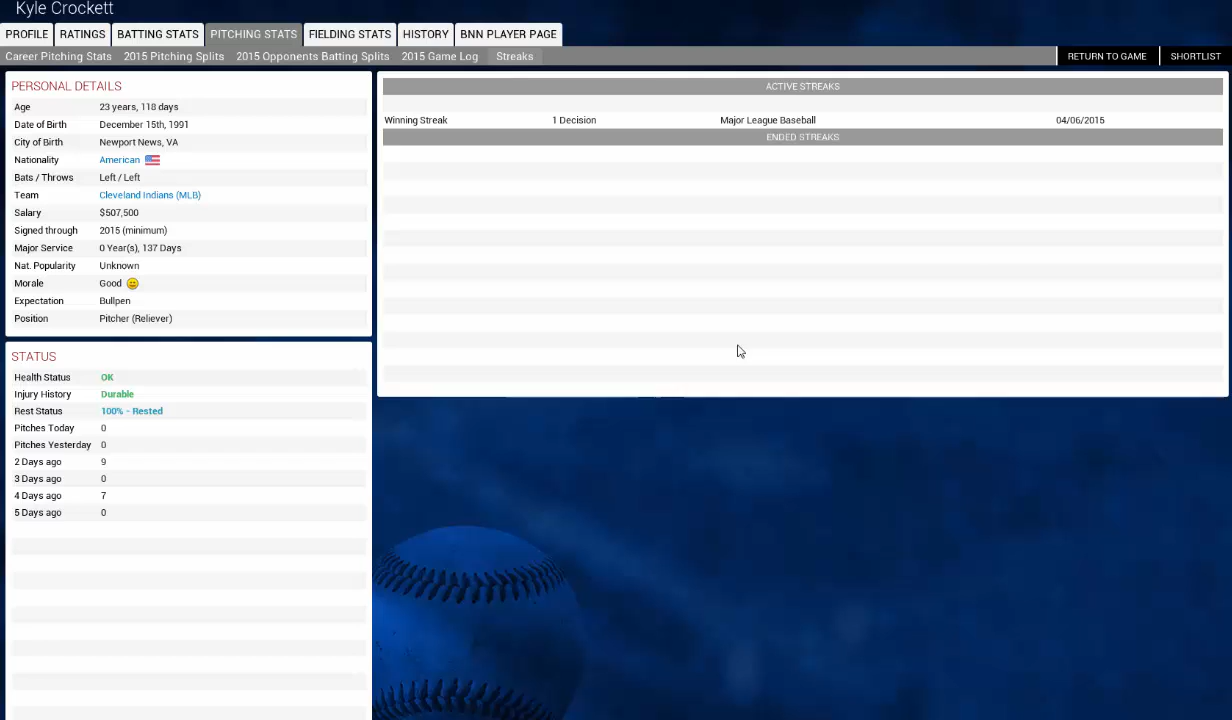 Kyle Crockett
PROFILE RATINGS BATTING STATS PITCHING STATS FIELDING STATS HISTORY BNN PLAYER PAGE
Career Pitching Stats 2015 Pitching Splits 2015 Opponents Batting Splits 2015 Game Log Streaks RETURN TO GAME SHORTLIST
PERSONAL DETAILS
Age 23 years, 118 days
Date of Birth December 15th, 1991
City of Birth Newport News, VA
Nationality American
Bats / Throws Left / Left
Team Cleveland Indians (MLB)
Salary $507,500
Signed through 2015 (minimum)
Major Service 0 Year(s), 137 Days
Nat. Popularity Unknown
Morale Good
Expectation Bullpen
Position Pitcher (Reliever)
STATUS
Health Status OK
Injury History Durable
Rest Status 100% - Rested
Pitches Today 0
Pitches Yesterday 0
2 Days ago 9
3 Days ago 0
4 Days ago 7
5 Days ago 0
ACTIVE STREAKS
Winning Streak 1 Decision Major League Baseball 04/06/2015
ENDED STREAKS